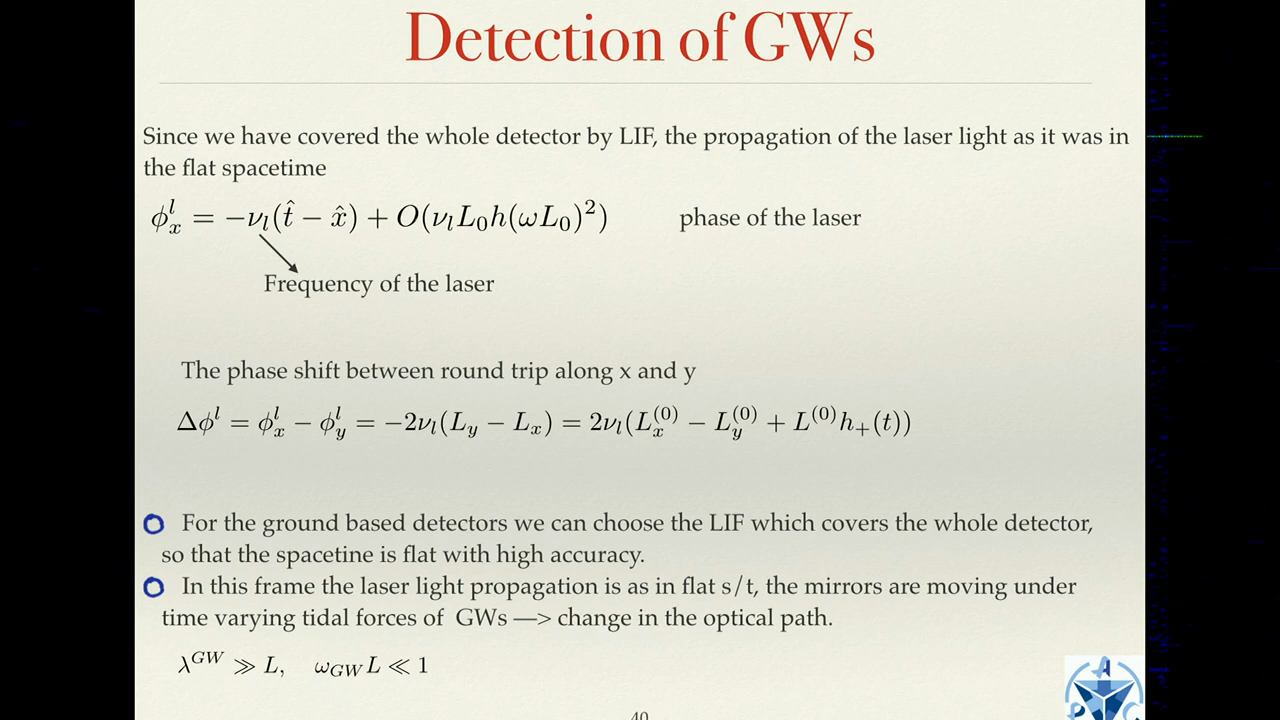 Detection of GWs
Since we have covered the whole detector by LIF, the propagation of the laser light as it was in
the flat spacetime
$\phi_x^l = -\nu_l(\hat{t} - \hat{x}) + O(\nu_l L_0 h(\omega L_0)^2)$ phase of the laser
Frequency of the laser
The phase shift between round trip along x and y
$\Delta\phi^l = \phi_x^l - \phi_y^l = -2\nu_l(L_y - L_x) = 2\nu_l(L_x^{(0)} - L_y^{(0)} + L^{(0)}h_+(t))$
For the ground based detectors we can choose the LIF which covers the whole detector,
so that the spacetine is flat with high accuracy.
In this frame the laser light propagation is as in flat s/t, the mirrors are moving under
time varying tidal forces of GWs —> change in the optical path.
$\lambda^{GW} \gg L, \quad \omega_{GW} L \ll 1$
40
A
P
C